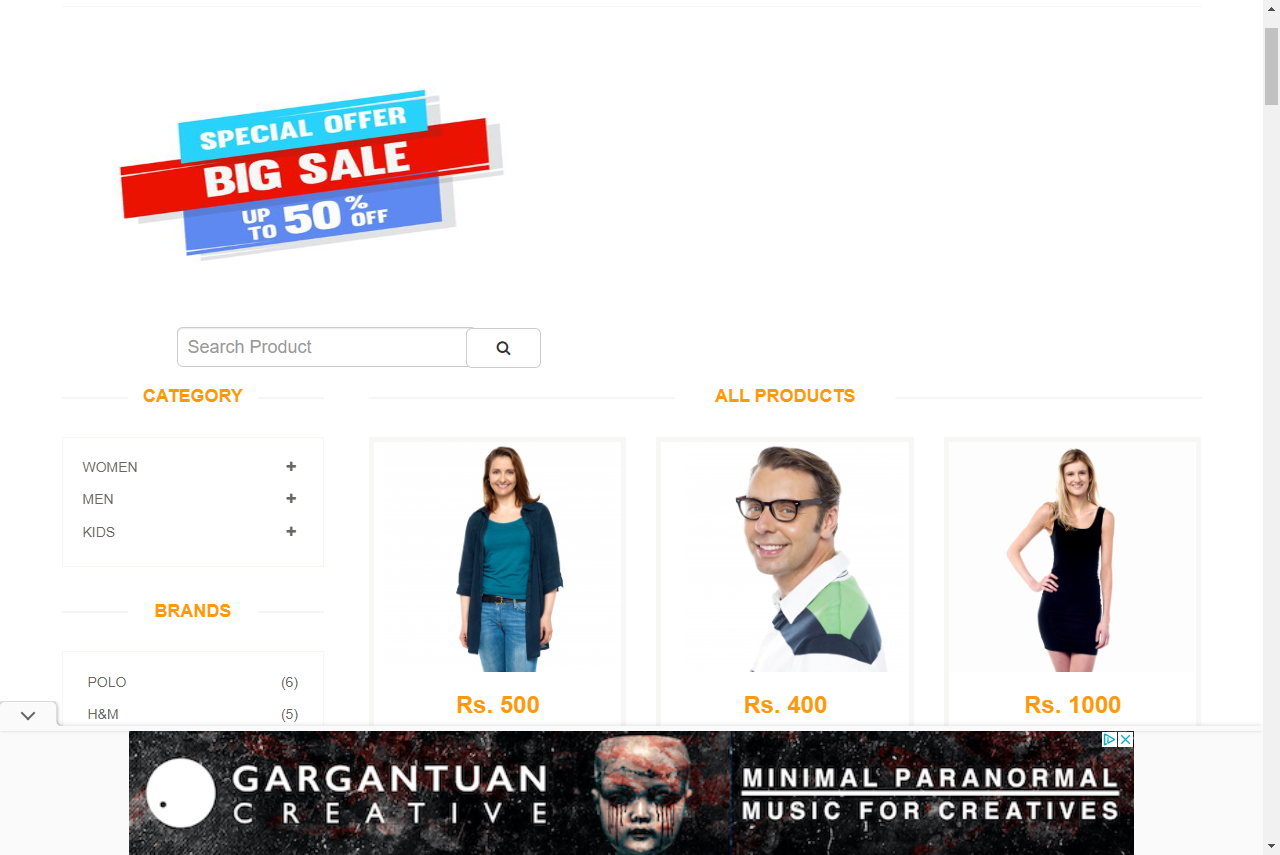 SPECIAL OFFER
BIG SALE
UP TO 50% OFF
Search Product
CATEGORY
WOMEN
MEN
KIDS
BRANDS
POLO (6)
H&M (5)
ALL PRODUCTS
Rs. 500
Rs. 400
Rs. 1000
GARGANTUAN
CREATIVE
MINIMAL PARANORMAL
MUSIC FOR CREATIVES